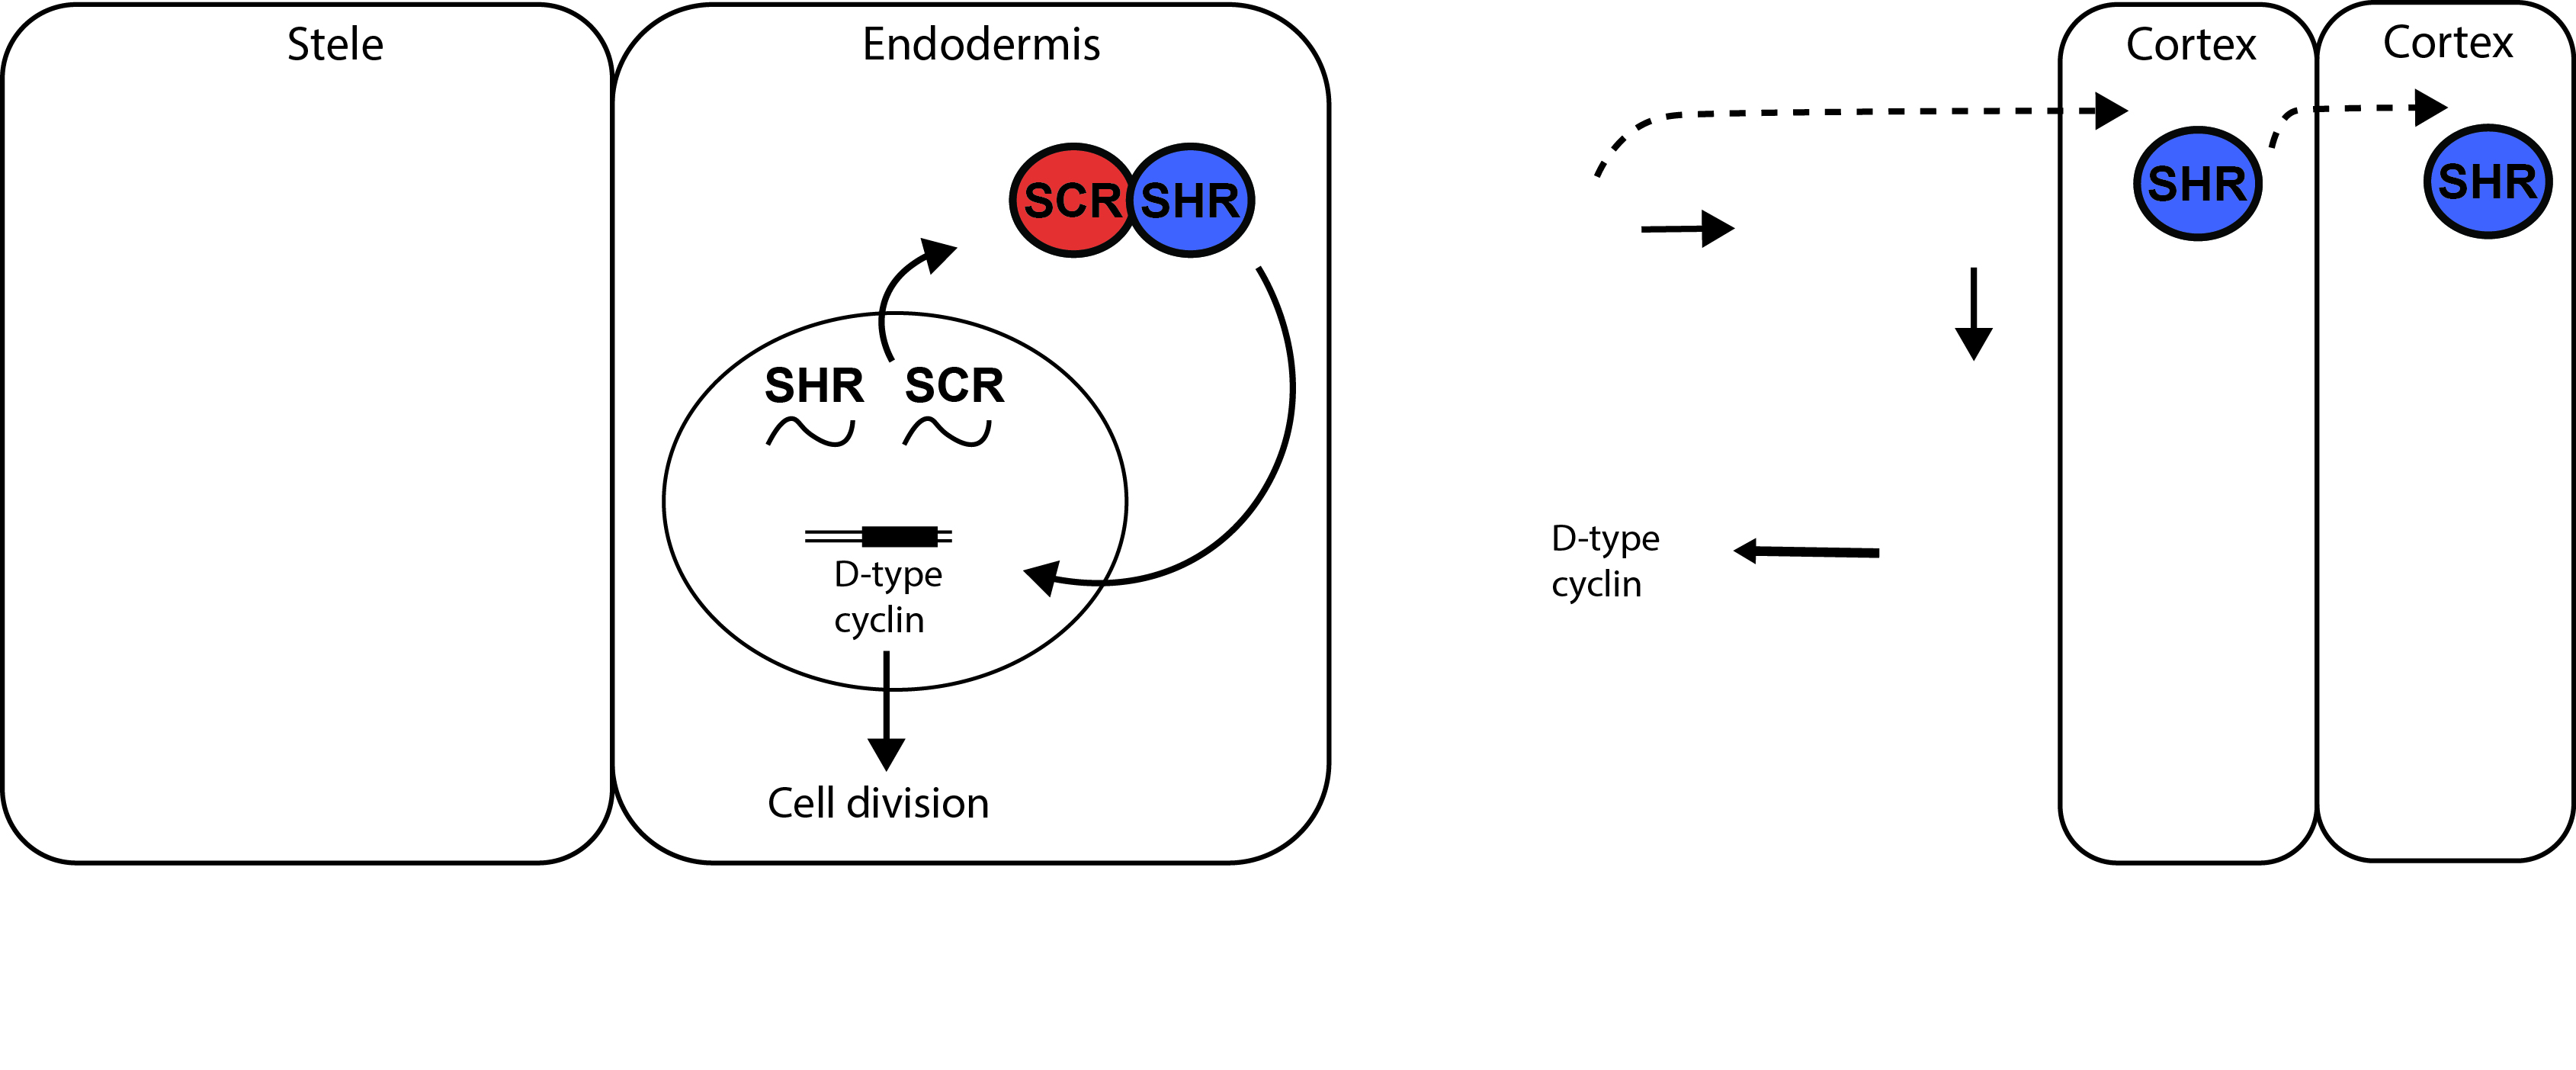 Stele
Endodermis
Cortex
Cortex
SCR
SHR
SHR
SHR
SHR
SCR
D-type
cyclin
D-type
cyclin
Cell division